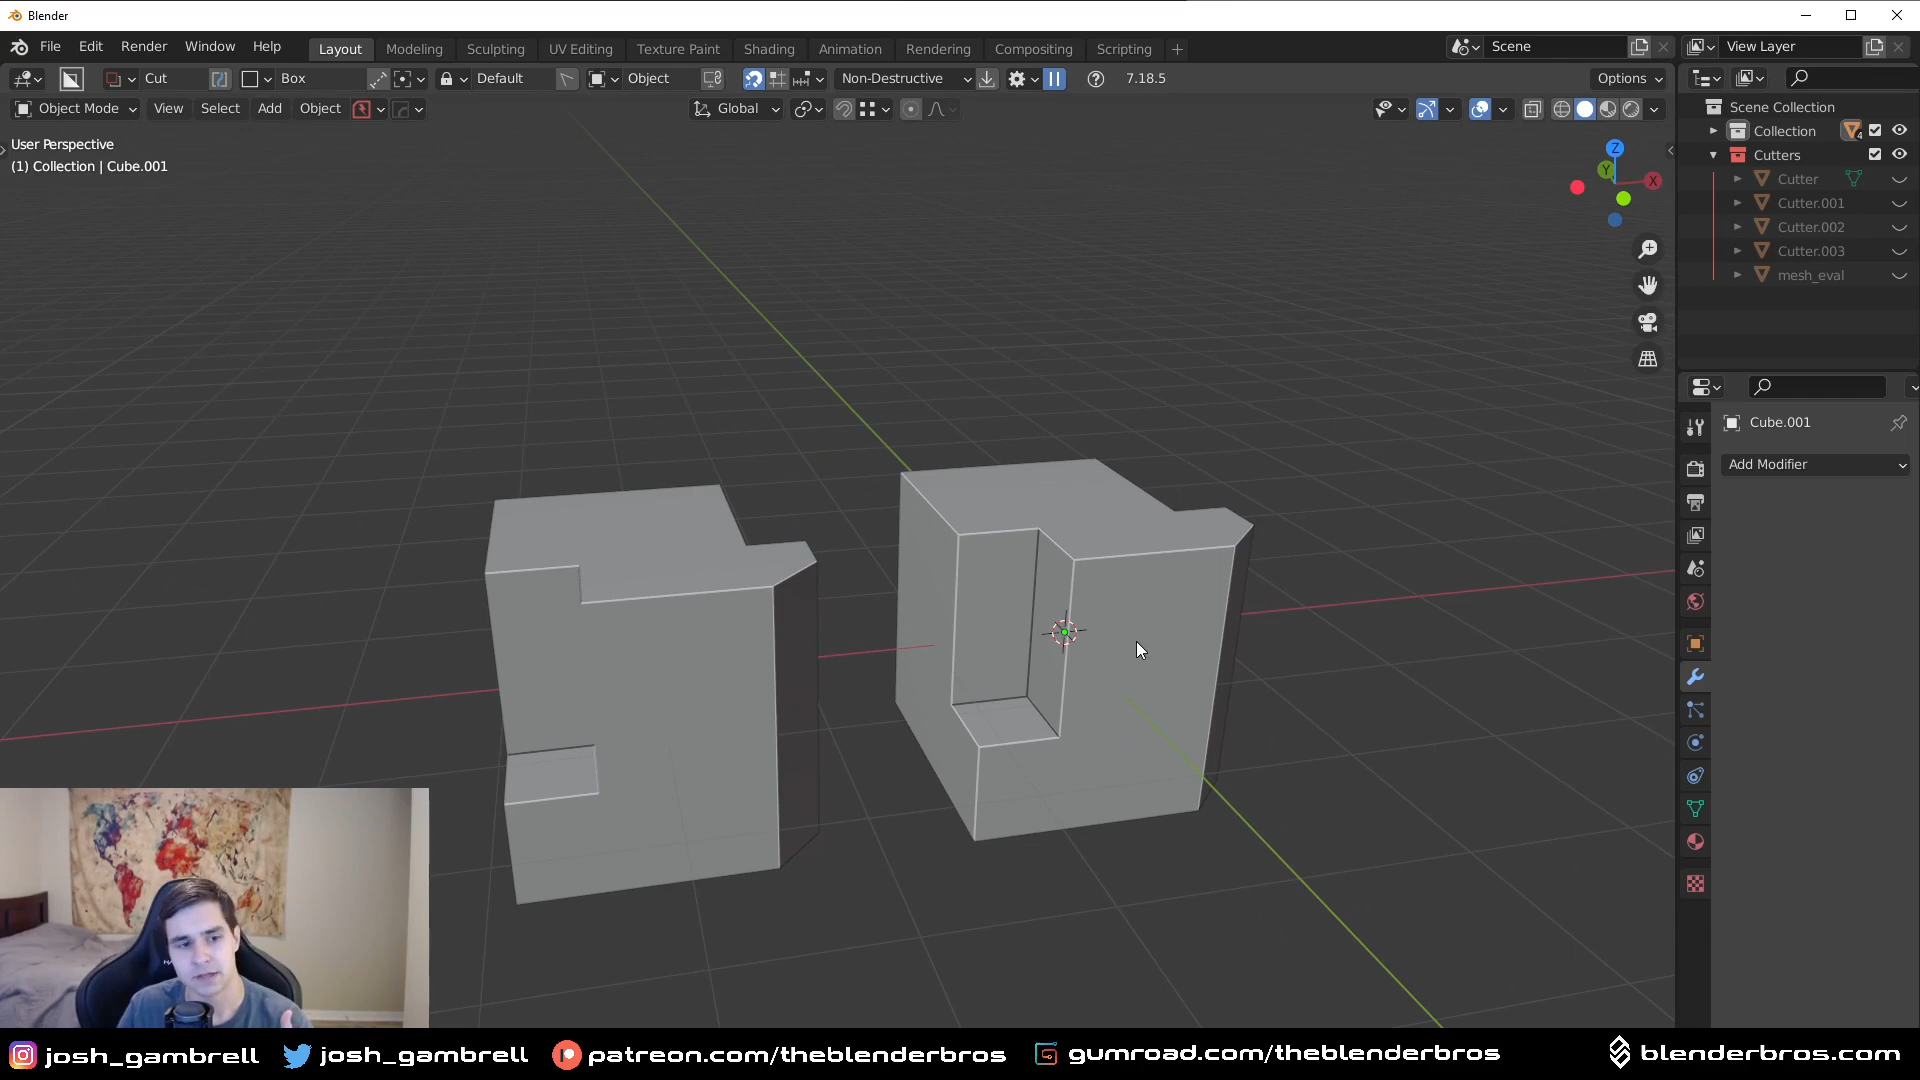 Blender
File Edit Render Window Help
Layout Modeling Sculpting UV Editing Texture Paint Shading Animation Rendering Compositing Scripting
Scene
View Layer
Cut Box Default Object Non-Destructive 7.18.5 Options
Object Mode View Select Add Object Global
User Perspective
(1) Collection | Cube.001
Z
Y
X
Scene Collection
Collection 4
Cutters
Cutter
Cutter.001
Cutter.002
Cutter.003
mesh_eval
Cube.001
Add Modifier
josh_gambrell josh_gambrell patreon.com/theblenderbros gumroad.com/theblenderbros blenderbros.com